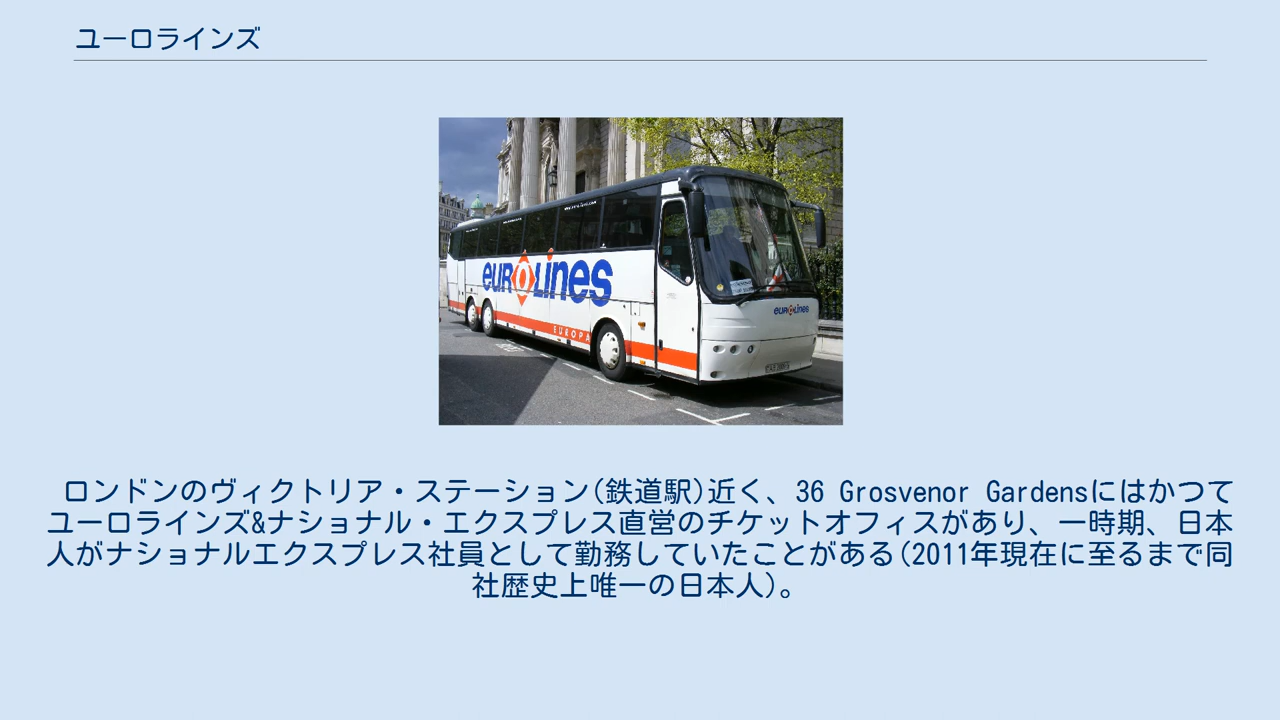 ユーロラインズ
eurolines
eurolines
EUROPA
ロンドンのヴィクトリア・ステーション(鉄道駅)近く、36 Grosvenor Gardensにはかつて
ユーロラインズ&ナショナル・エクスプレス直営のチケットオフィスがあり、一時期、日本
人がナショナルエクスプレス社員として勤務していたことがある(2011年現在に至るまで同
社歴史上唯一の日本人)。